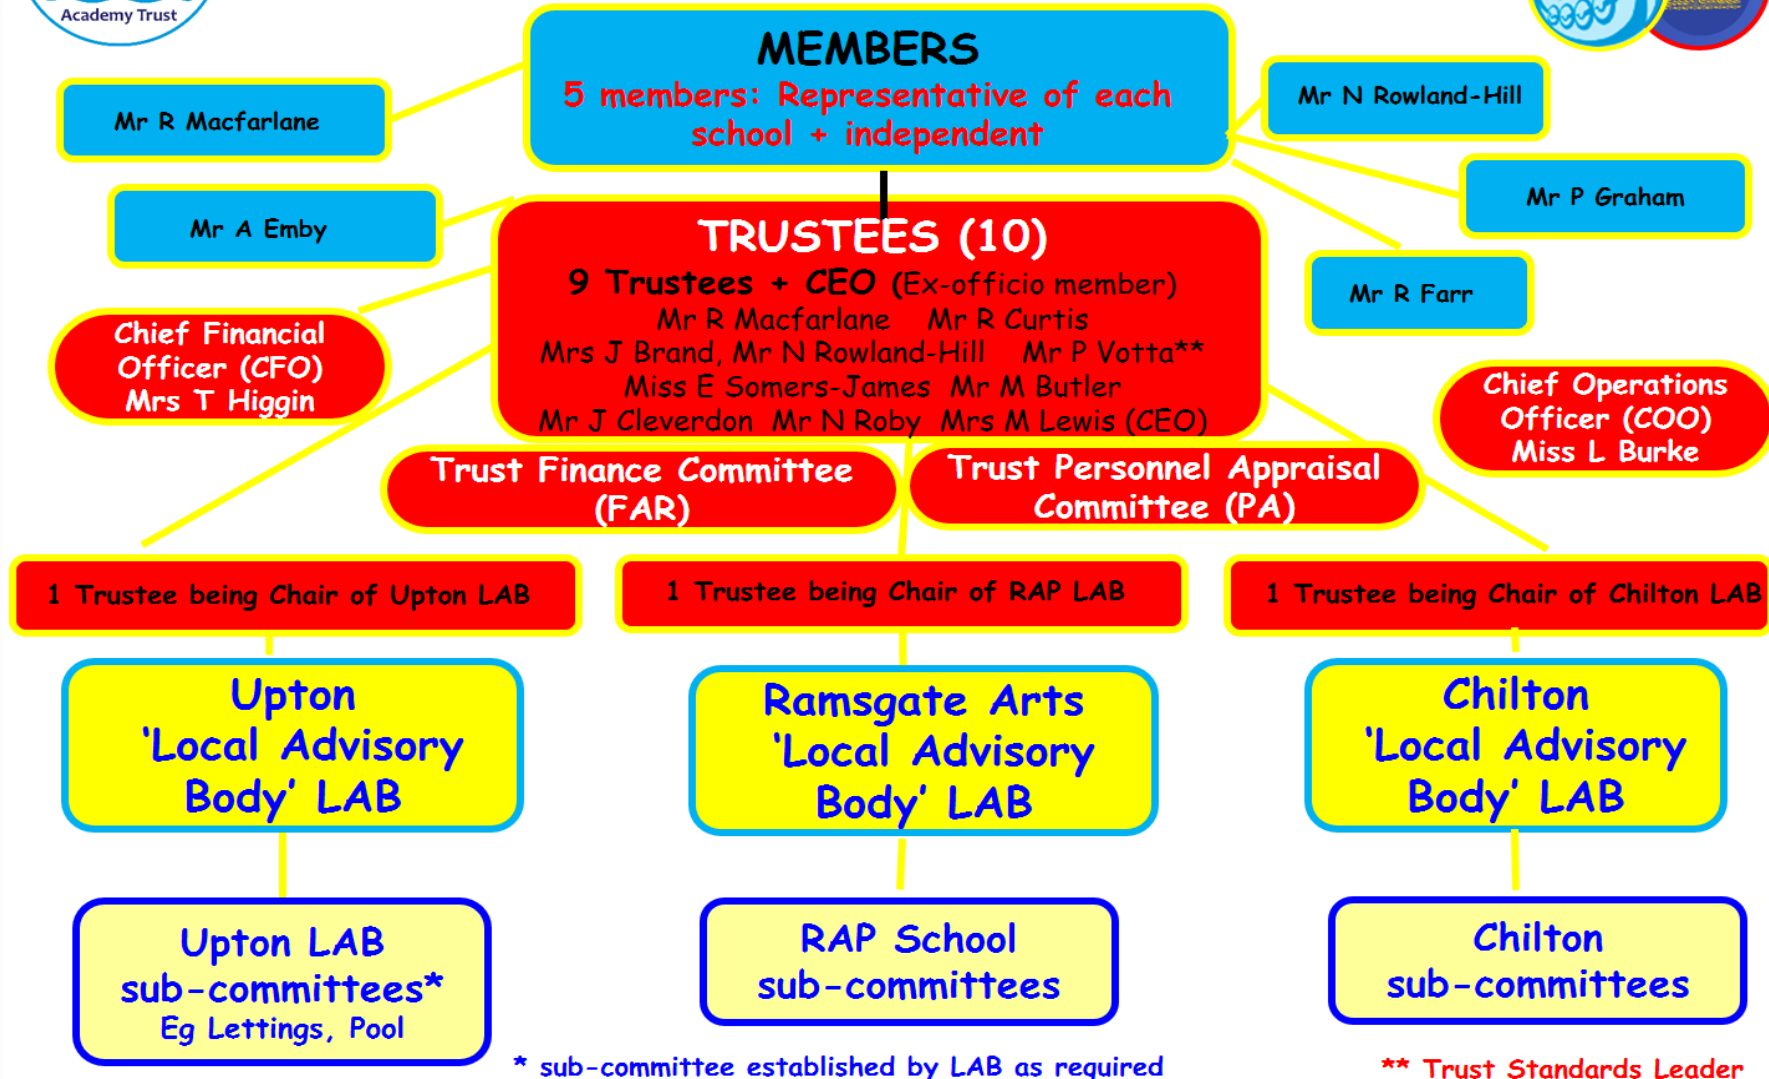 Academy Trust
MEMBERS
5 members: Representative of each
school + independent
Mr R Macfarlane
Mr N Rowland-Hill
Mr A Emby
Mr P Graham
Mr R Farr
TRUSTEES (10)
9 Trustees + CEO (Ex-officio member)
Mr R Macfarlane Mr R Curtis
Mrs J Brand, Mr N Rowland-Hill Mr P Votta**
Miss E Somers-James Mr M Butler
Mr J Cleverdon Mr N Roby Mrs M Lewis (CEO)
Chief Financial
Officer (CFO)
Mrs T Higgin
Chief Operations
Officer (COO)
Miss L Burke
Trust Finance Committee
(FAR)
Trust Personnel Appraisal
Committee (PA)
1 Trustee being Chair of Upton LAB
1 Trustee being Chair of RAP LAB
1 Trustee being Chair of Chilton LAB
Upton
‘Local Advisory
Body’ LAB
Ramsgate Arts
‘Local Advisory
Body’ LAB
Chilton
‘Local Advisory
Body’ LAB
Upton LAB
sub-committees*
Eg Lettings, Pool
RAP School
sub-committees
Chilton
sub-committees
* sub-committee established by LAB as required
** Trust Standards Leader